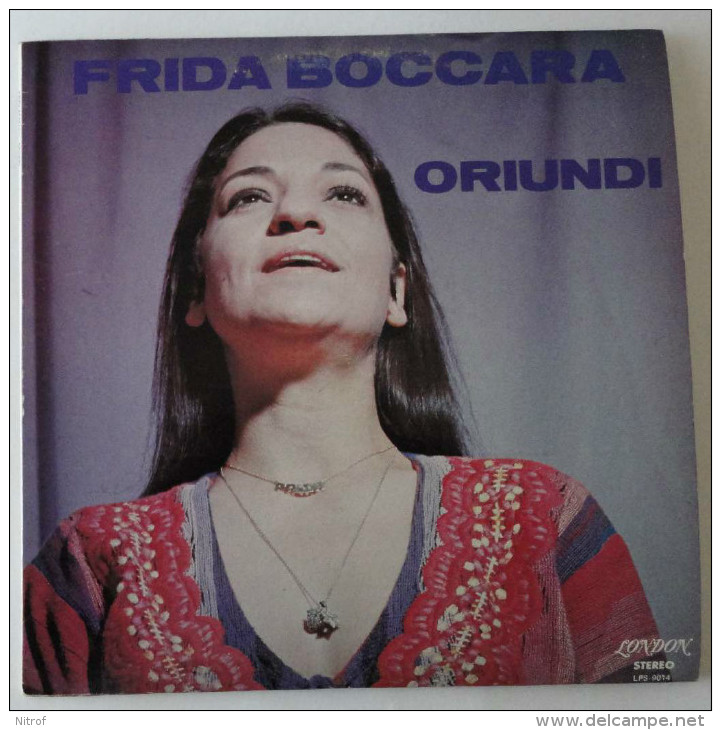 FRIDA BOCCARA
ORIUNDI
LONDON
STEREO
LPS-9014
Nitrof
www.delcampe.net